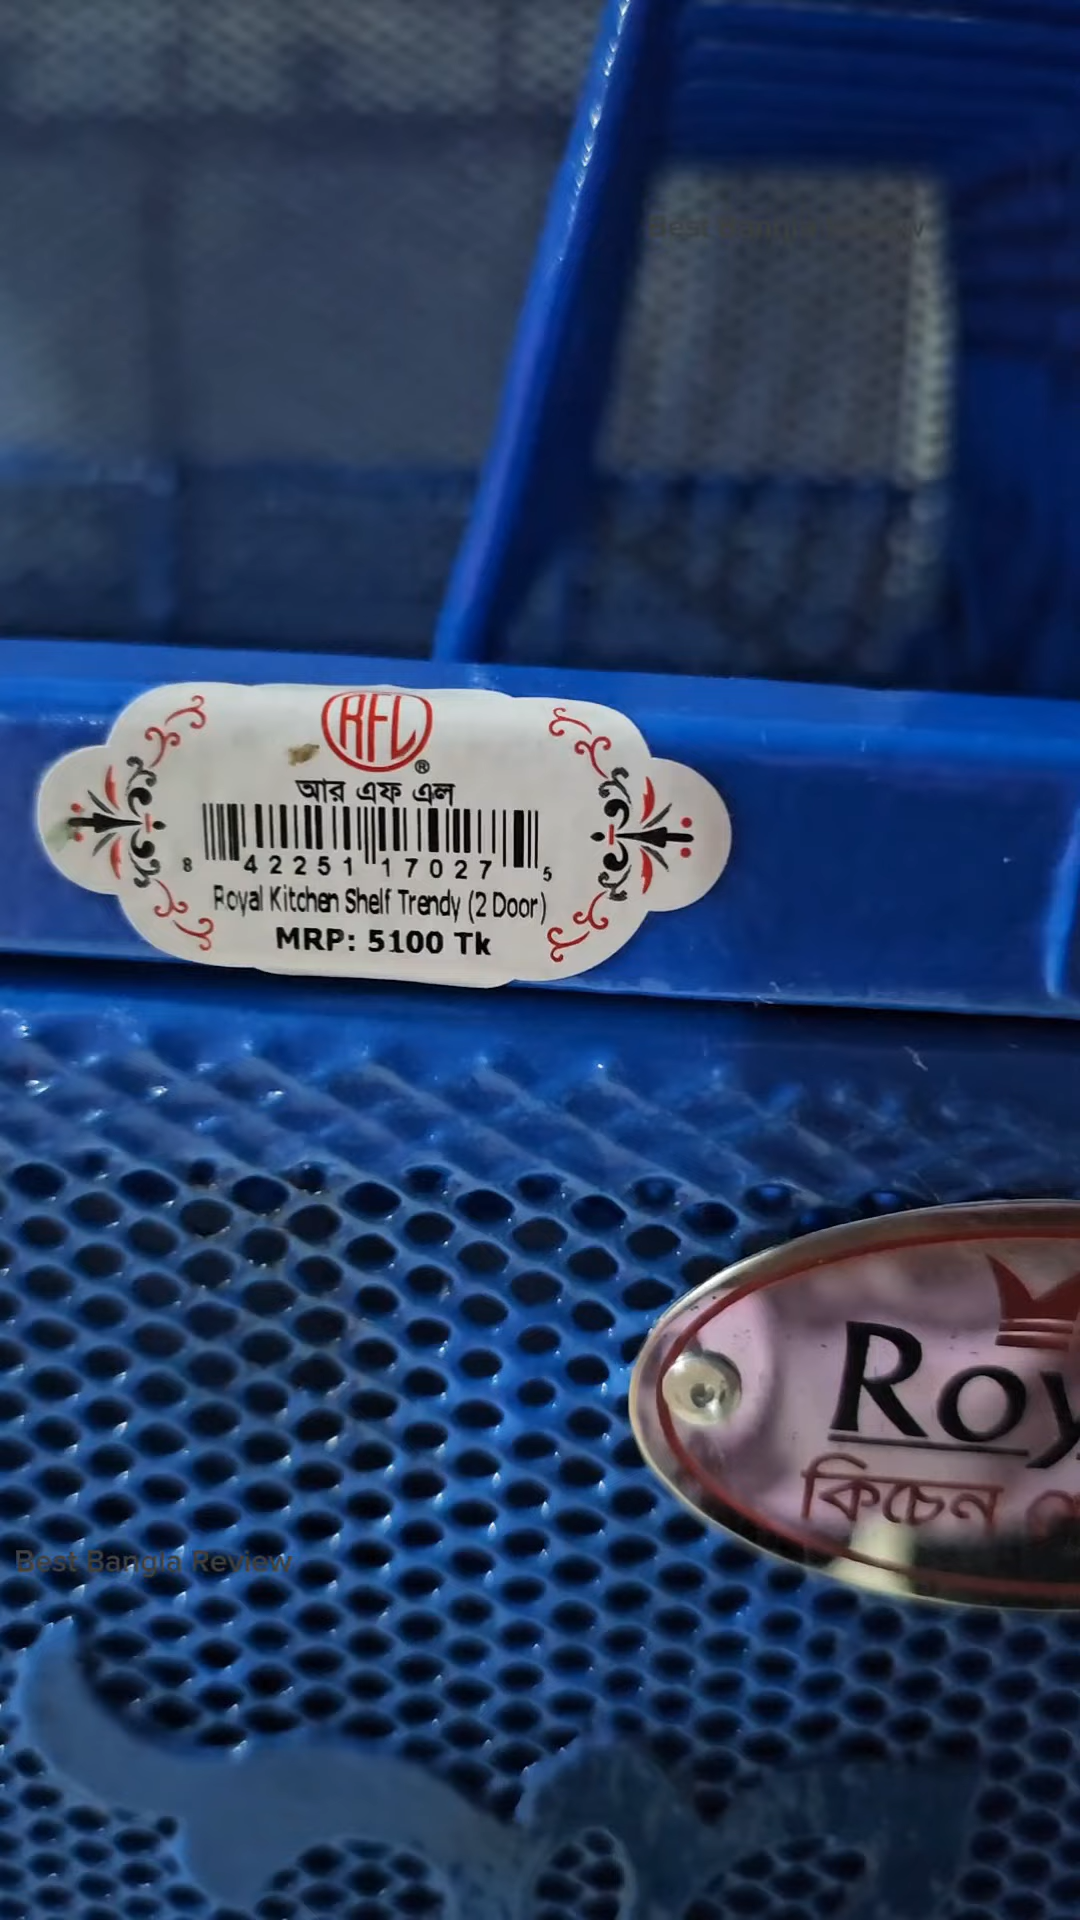 Best Bangla Review
RFL®
আর এফ এল
8 42251 17027 5
Royal Kitchen Shelf Trendy (2 Door)
MRP: 5100 Tk
Roy
কিচেন
Best Bangla Review